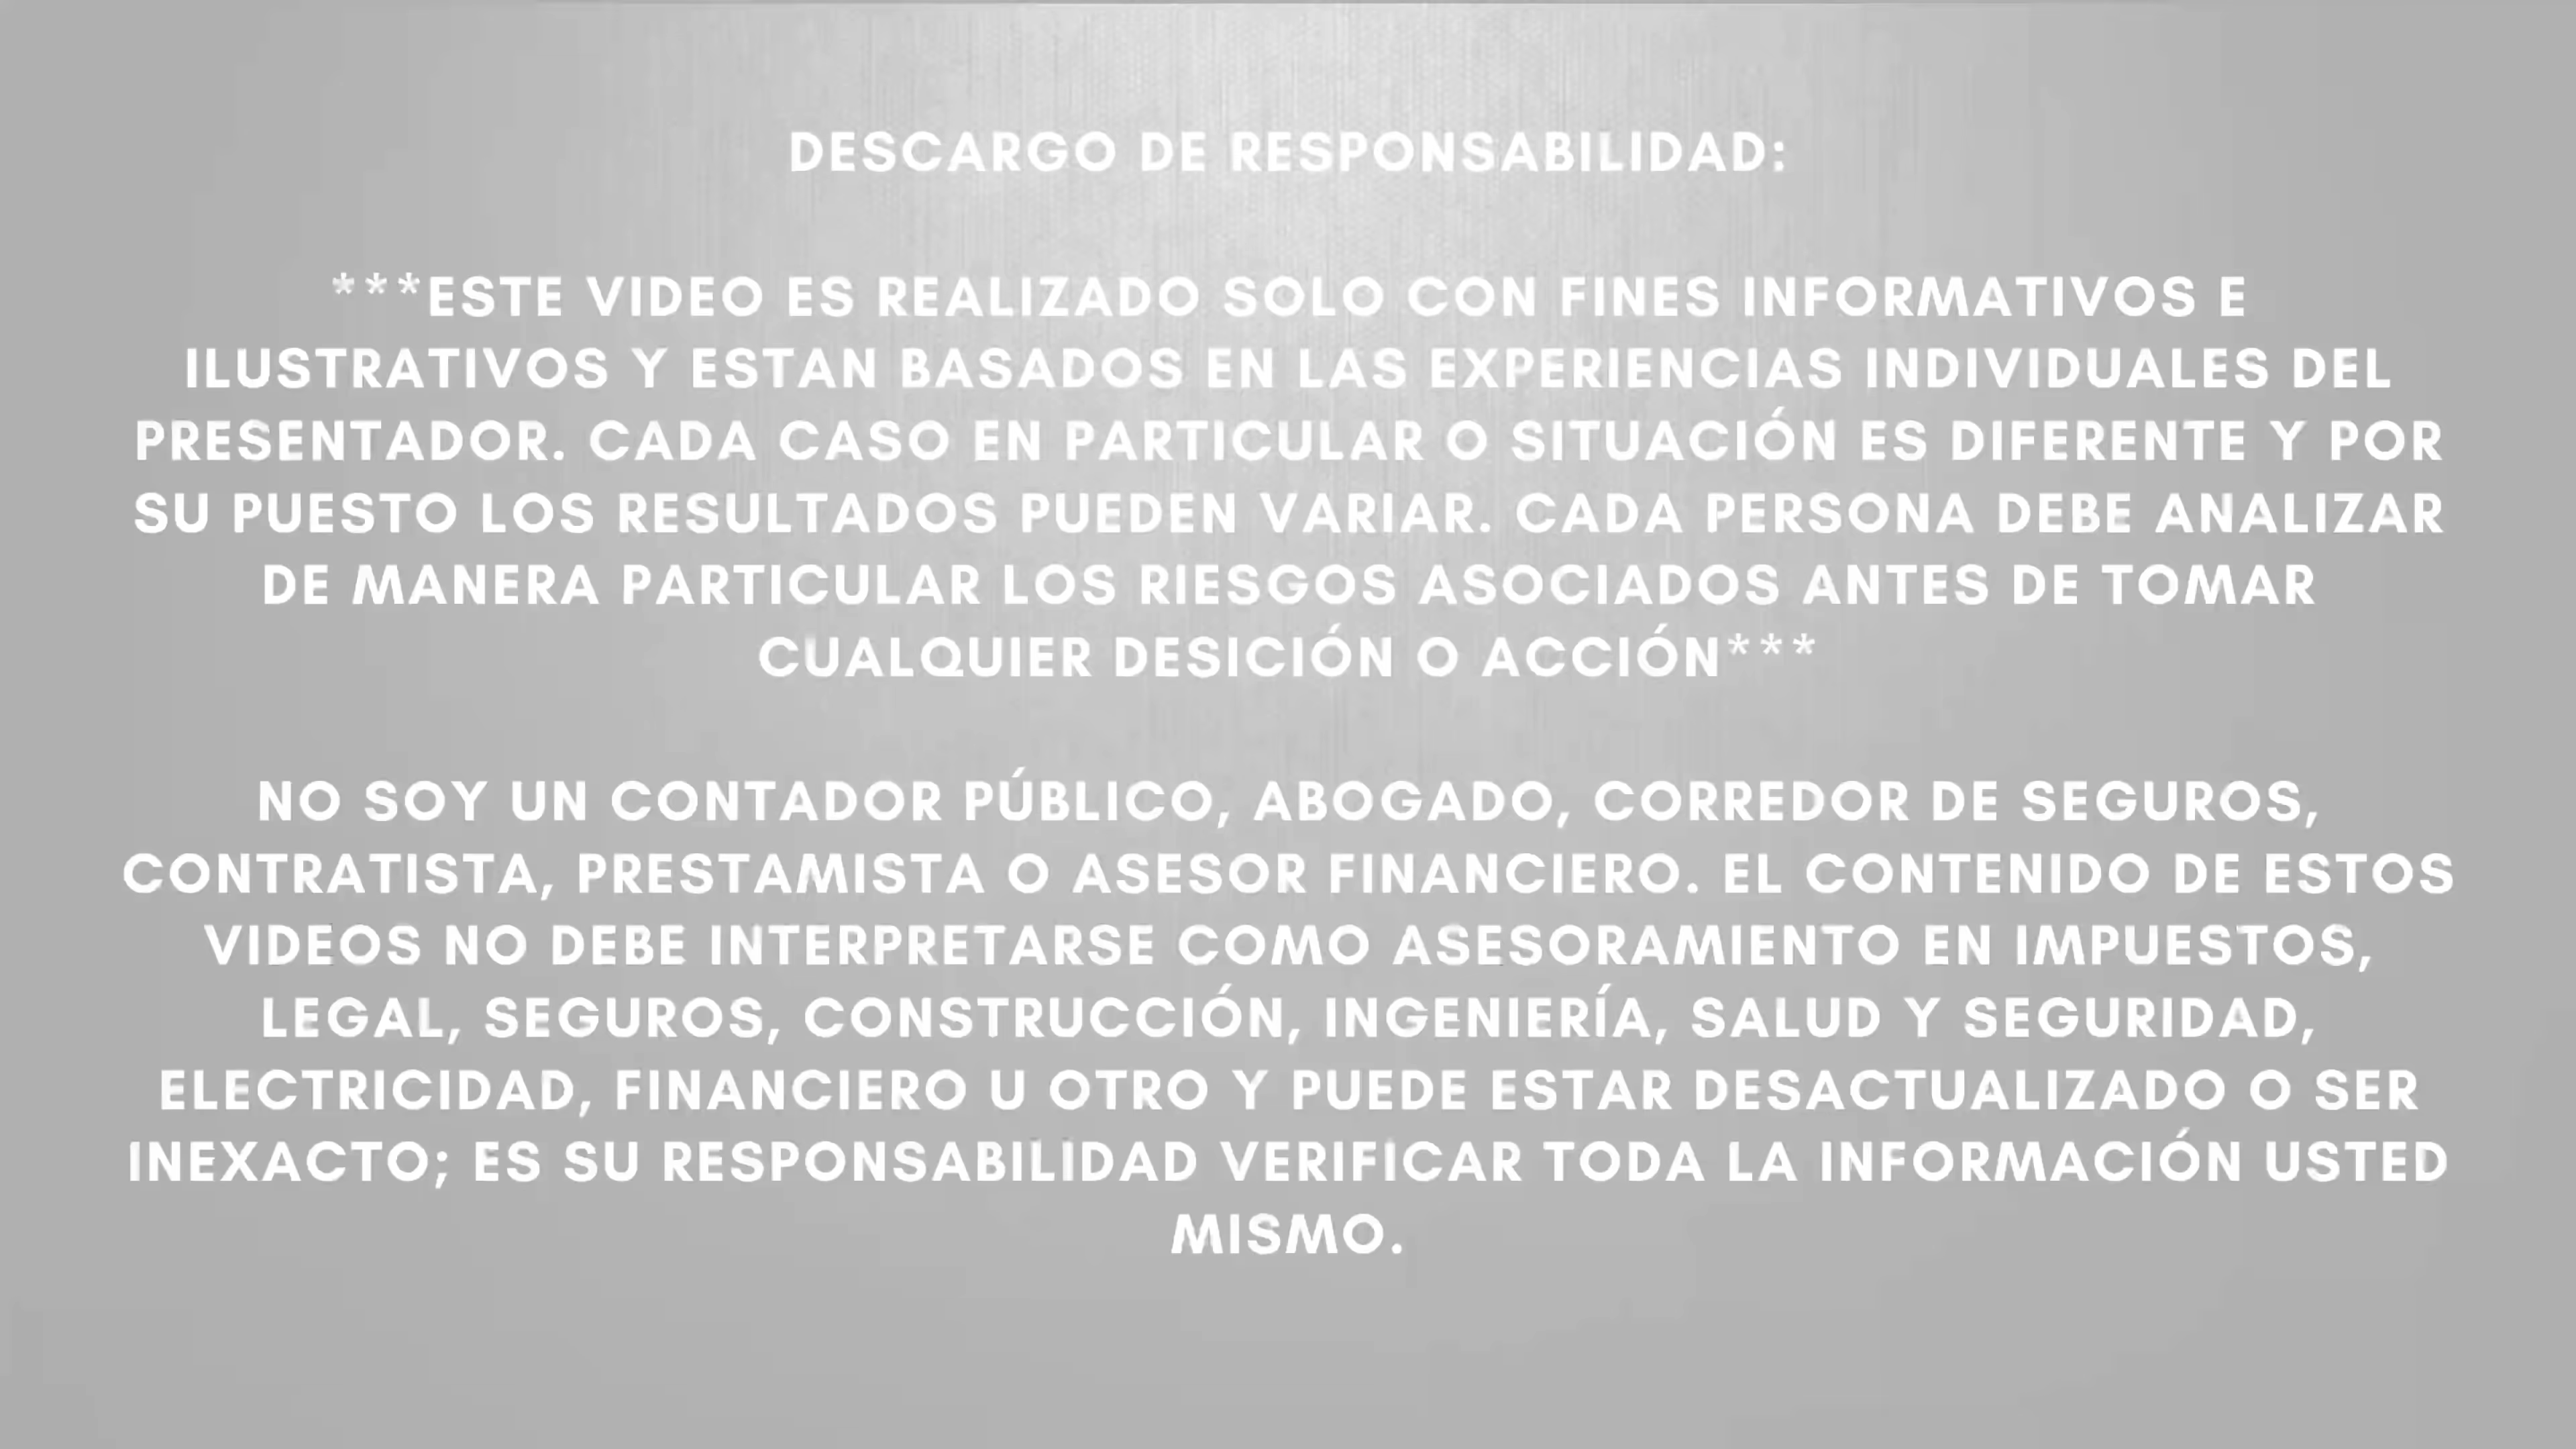 DESCARGO DE RESPONSABILIDAD:
***ESTE VIDEO ES REALIZADO SOLO CON FINES INFORMATIVOS E
ILUSTRATIVOS Y ESTAN BASADOS EN LAS EXPERIENCIAS INDIVIDUALES DEL
PRESENTADOR. CADA CASO EN PARTICULAR O SITUACIÓN ES DIFERENTE Y POR
SU PUESTO LOS RESULTADOS PUEDEN VARIAR. CADA PERSONA DEBE ANALIZAR
DE MANERA PARTICULAR LOS RIESGOS ASOCIADOS ANTES DE TOMAR
CUALQUIER DESICIÓN O ACCIÓN***
NO SOY UN CONTADOR PÚBLICO, ABOGADO, CORREDOR DE SEGUROS,
CONTRATISTA, PRESTAMISTA O ASESOR FINANCIERO. EL CONTENIDO DE ESTOS
VIDEOS NO DEBE INTERPRETARSE COMO ASESORAMIENTO EN IMPUESTOS,
LEGAL, SEGUROS, CONSTRUCCIÓN, INGENIERÍA, SALUD Y SEGURIDAD,
ELECTRICIDAD, FINANCIERO U OTRO Y PUEDE ESTAR DESACTUALIZADO O SER
INEXACTO; ES SU RESPONSABILIDAD VERIFICAR TODA LA INFORMACIÓN USTED
MISMO.